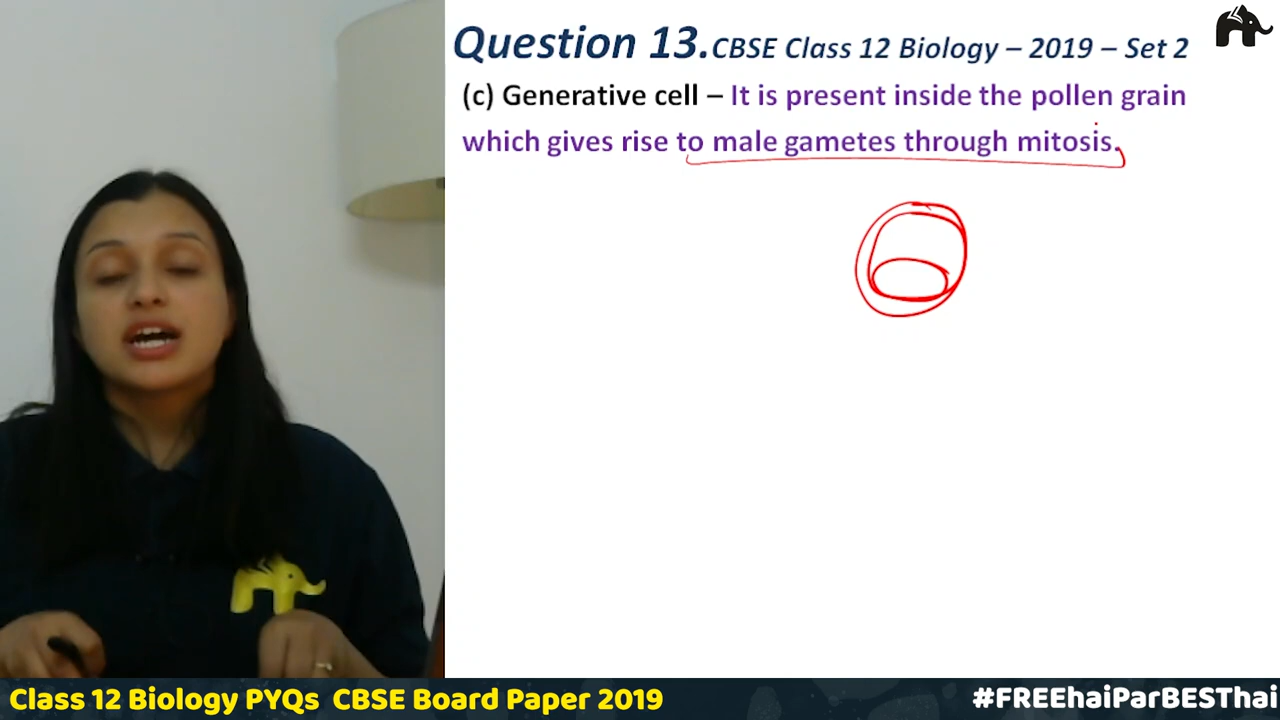 Question 13.CBSE Class 12 Biology – 2019 – Set 2
(c) Generative cell – It is present inside the pollen grain
which gives rise to male gametes through mitosis.
Class 12 Biology PYQs CBSE Board Paper 2019
#FREEhaiParBESThai